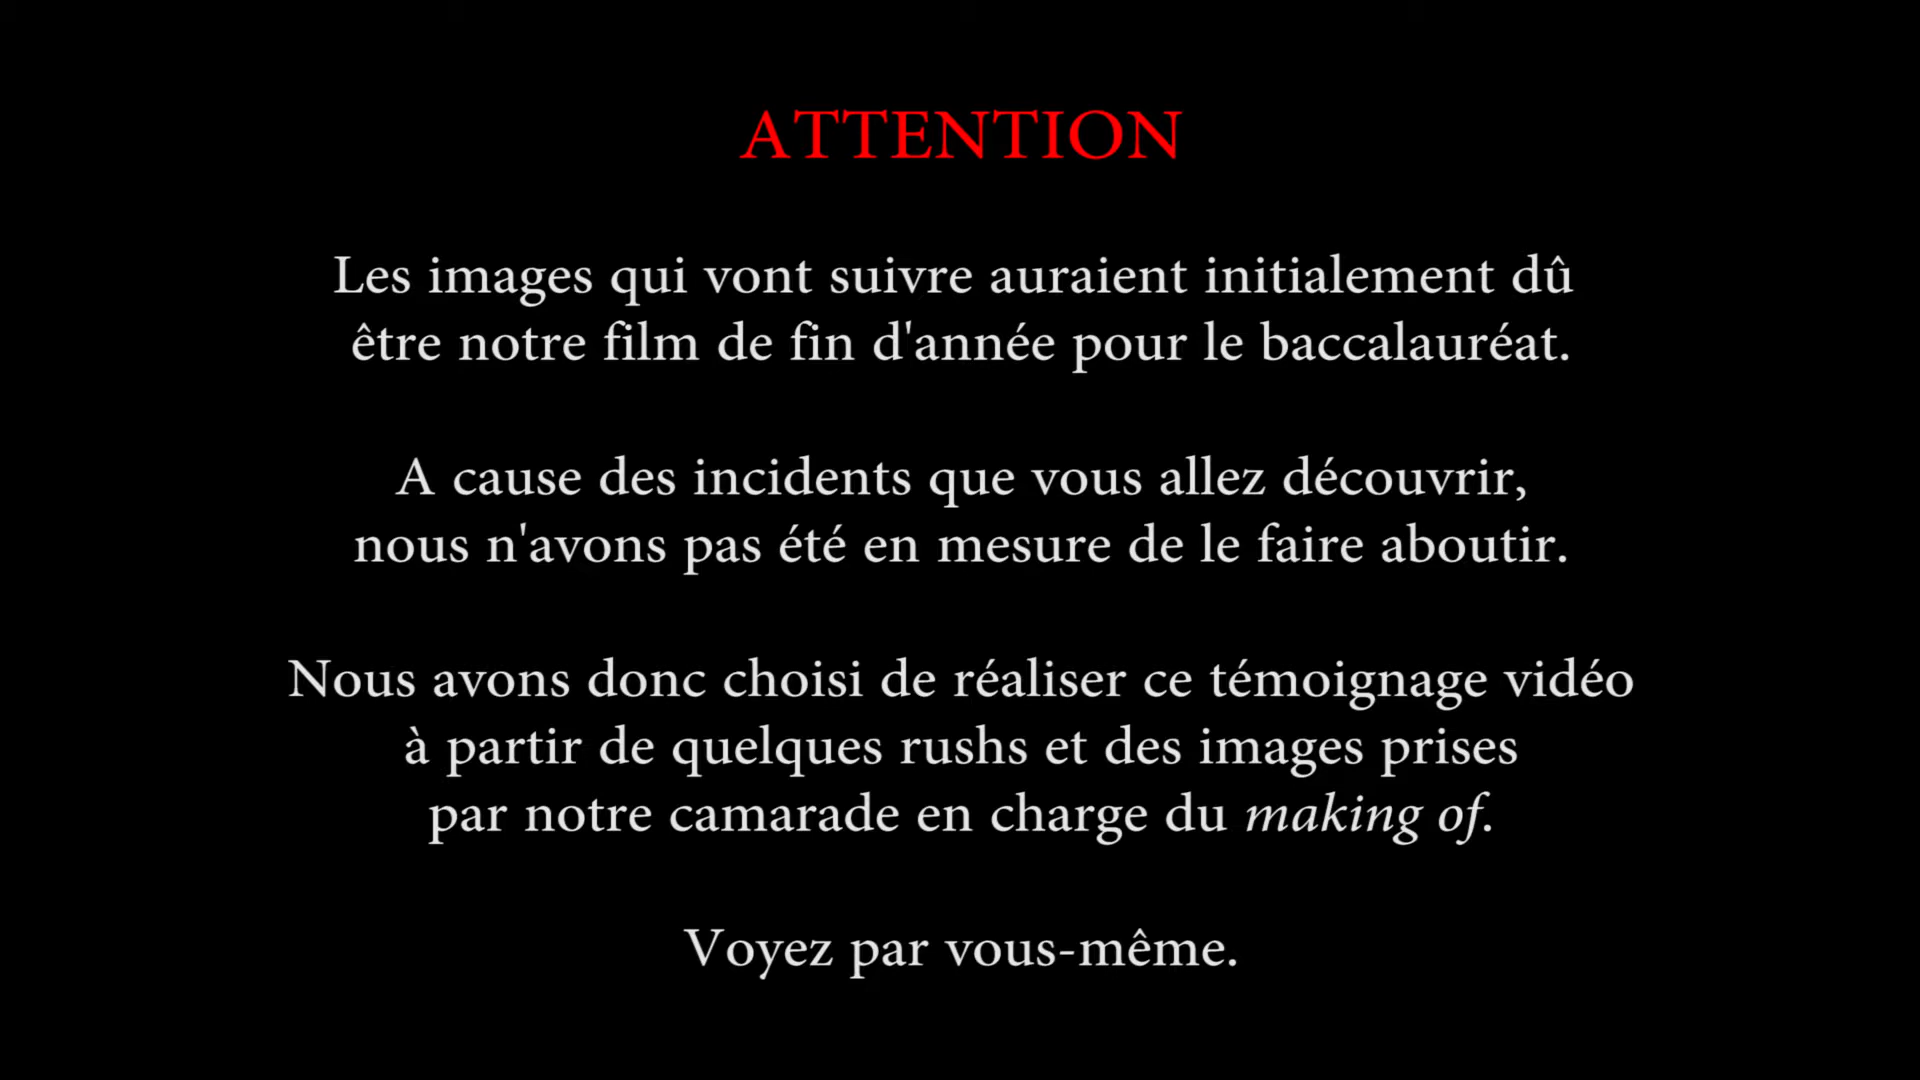 ATTENTION
Les images qui vont suivre auraient initialement dû
être notre film de fin d'année pour le baccalauréat.
A cause des incidents que vous allez découvrir,
nous n'avons pas été en mesure de le faire aboutir.
Nous avons donc choisi de réaliser ce témoignage vidéo
à partir de quelques rushs et des images prises
par notre camarade en charge du making of.
Voyez par vous-même.